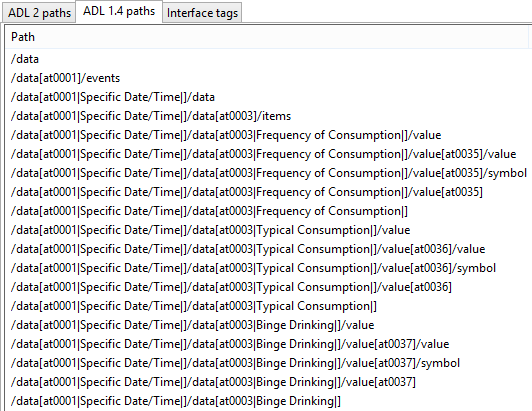 ADL 2 paths ADL 1.4 paths Interface tags
Path
/data
/data[at0001]/events
/data[at0001|Specific Date/Time|]/data
/data[at0001|Specific Date/Time|]/data[at0003]/items
/data[at0001|Specific Date/Time|]/data[at0003|Frequency of Consumption|]/value
/data[at0001|Specific Date/Time|]/data[at0003|Frequency of Consumption|]/value[at0035]/value
/data[at0001|Specific Date/Time|]/data[at0003|Frequency of Consumption|]/value[at0035]/symbol
/data[at0001|Specific Date/Time|]/data[at0003|Frequency of Consumption|]/value[at0035]
/data[at0001|Specific Date/Time|]/data[at0003|Frequency of Consumption|]
/data[at0001|Specific Date/Time|]/data[at0003|Typical Consumption|]/value
/data[at0001|Specific Date/Time|]/data[at0003|Typical Consumption|]/value[at0036]/value
/data[at0001|Specific Date/Time|]/data[at0003|Typical Consumption|]/value[at0036]/symbol
/data[at0001|Specific Date/Time|]/data[at0003|Typical Consumption|]/value[at0036]
/data[at0001|Specific Date/Time|]/data[at0003|Typical Consumption|]
/data[at0001|Specific Date/Time|]/data[at0003|Binge Drinking|]/value
/data[at0001|Specific Date/Time|]/data[at0003|Binge Drinking|]/value[at0037]/value
/data[at0001|Specific Date/Time|]/data[at0003|Binge Drinking|]/value[at0037]/symbol
/data[at0001|Specific Date/Time|]/data[at0003|Binge Drinking|]/value[at0037]
/data[at0001|Specific Date/Time|]/data[at0003|Binge Drinking|]